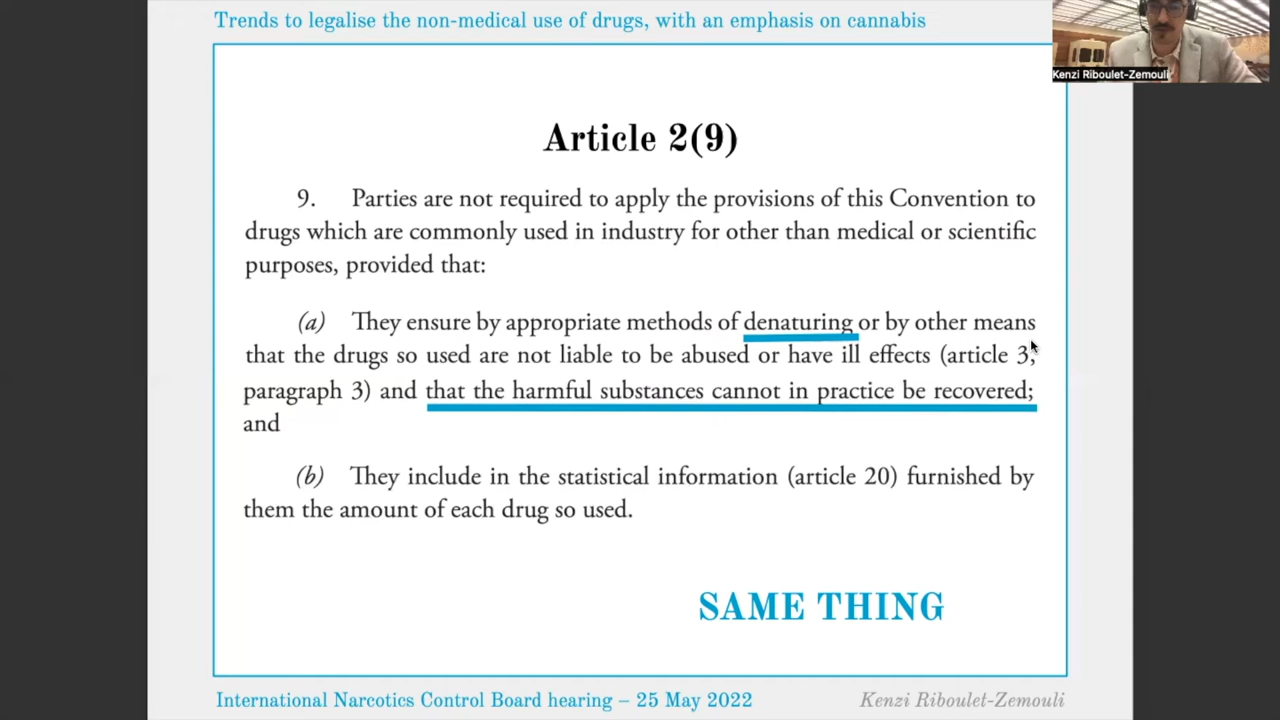 Trends to legalise the non-medical use of drugs, with an emphasis on cannabis
Kenzi Riboulet-Zemouli
Article 2(9)
9. Parties are not required to apply the provisions of this Convention to
drugs which are commonly used in industry for other than medical or scientific
purposes, provided that:
(a) They ensure by appropriate methods of denaturing or by other means
that the drugs so used are not liable to be abused or have ill effects (article 3,
paragraph 3) and that the harmful substances cannot in practice be recovered;
and
(b) They include in the statistical information (article 20) furnished by
them the amount of each drug so used.
SAME THING
International Narcotics Control Board hearing – 25 May 2022
Kenzi Riboulet-Zemouli